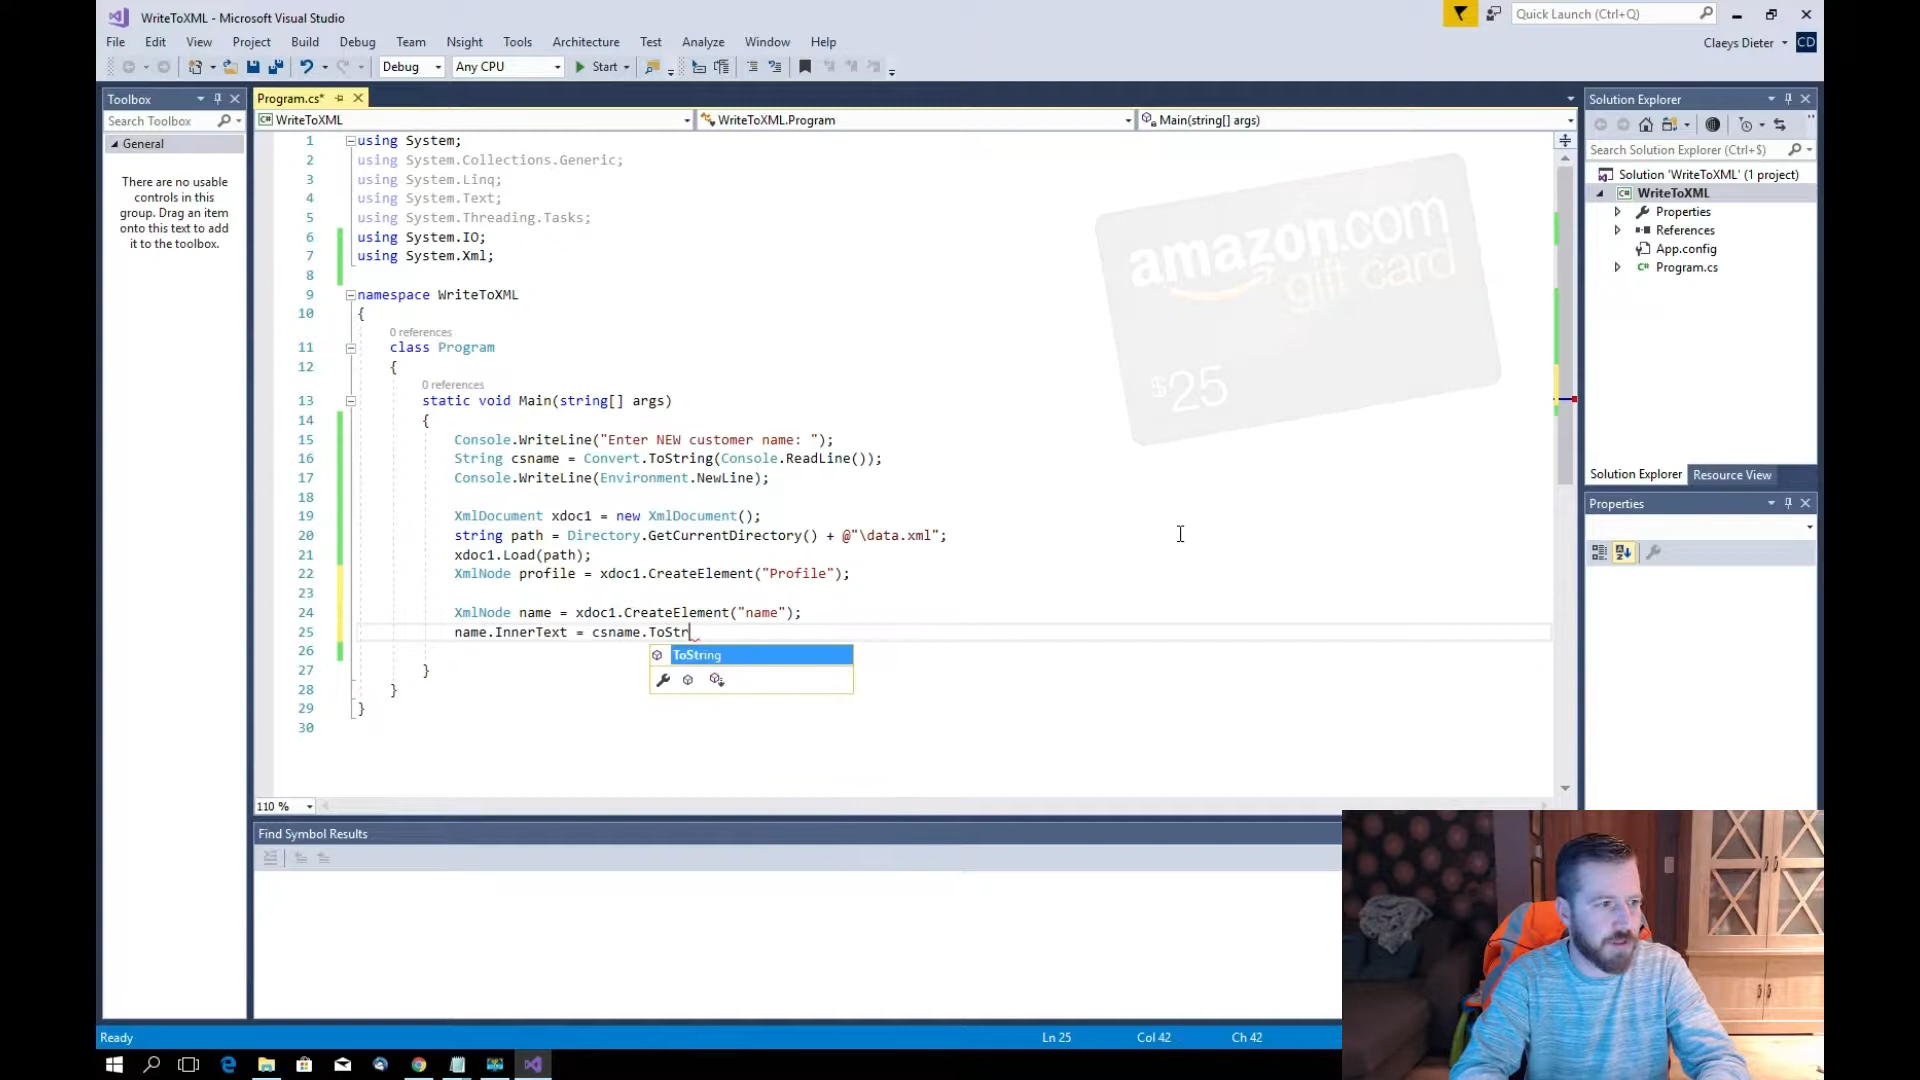 WriteToXML - Microsoft Visual Studio
Quick Launch (Ctrl+Q)
File Edit View Project Build Debug Team Nsight Tools Architecture Test Analyze Window Help
Claeys Dieter CD
Debug Any CPU Start
Toolbox
Search Toolbox
General
There are no usable
controls in this
group. Drag an item
onto this text to add
it to the toolbox.
Program.cs*
WriteToXML WriteToXML.Program Main(string[] args)
1 using System;
2 using System.Collections.Generic;
3 using System.Linq;
4 using System.Text;
5 using System.Threading.Tasks;
6 using System.IO;
7 using System.Xml;
8
9 namespace WriteToXML
10 {
0 references
11 class Program
12 {
0 references
13 static void Main(string[] args)
14 {
15 Console.WriteLine("Enter NEW customer name: ");
16 String csname = Convert.ToString(Console.ReadLine());
17 Console.WriteLine(Environment.NewLine);
18
19 XmlDocument xdoc1 = new XmlDocument();
20 string path = Directory.GetCurrentDirectory() + @"\data.xml";
21 xdoc1.Load(path);
22 XmlNode profile = xdoc1.CreateElement("Profile");
23
24 XmlNode name = xdoc1.CreateElement("name");
25 name.InnerText = csname.ToStr
26
ToString
27 }
28 }
29 }
30
amazon.com
gift card
$25
110 %
Find Symbol Results
Solution Explorer
Search Solution Explorer (Ctrl+$)
Solution 'WriteToXML' (1 project)
WriteToXML
Properties
References
App.config
Program.cs
Solution Explorer Resource View
Properties
Ready Ln 25 Col 42 Ch 42